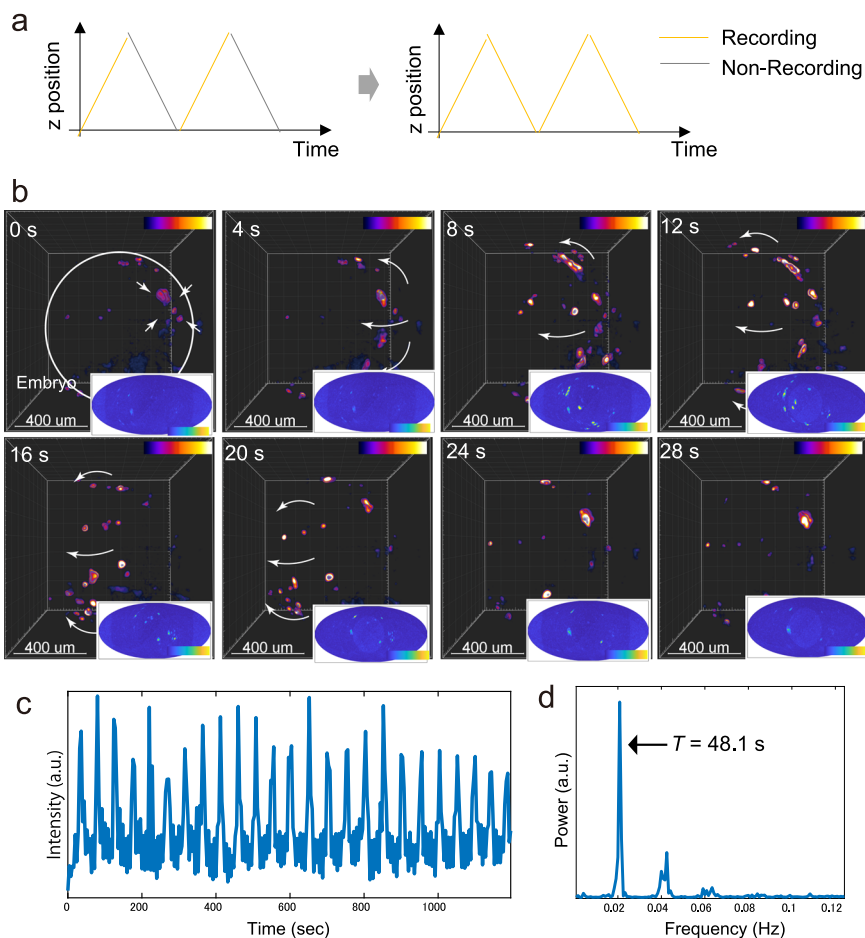 a
z position
Time
z position
Time
Recording
Non-Recording
b
0 s
4 s
8 s
12 s
Embryo
400 um
400 um
400 um
400 um
16 s
20 s
24 s
28 s
400 um
400 um
400 um
400 um
c
Intensity (a.u.)
0
200
400
600
800
1000
Time (sec)
d
T = 48.1 s
Power (a.u.)
0.02
0.04
0.06
0.08
0.1
0.12
Frequency (Hz)